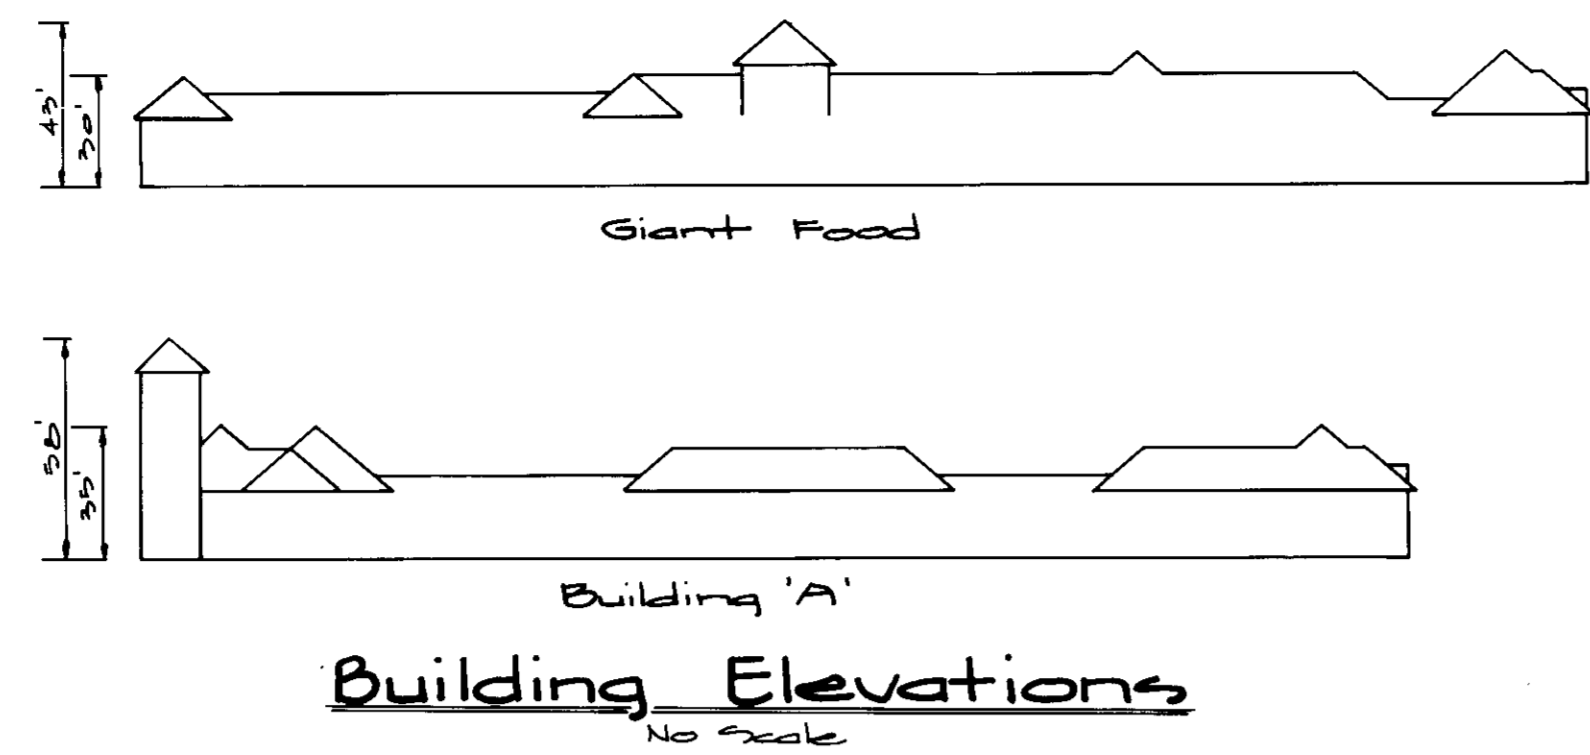 43'
30'
Giant Food
58'
35'
Building 'A'
Building Elevations
No Scale